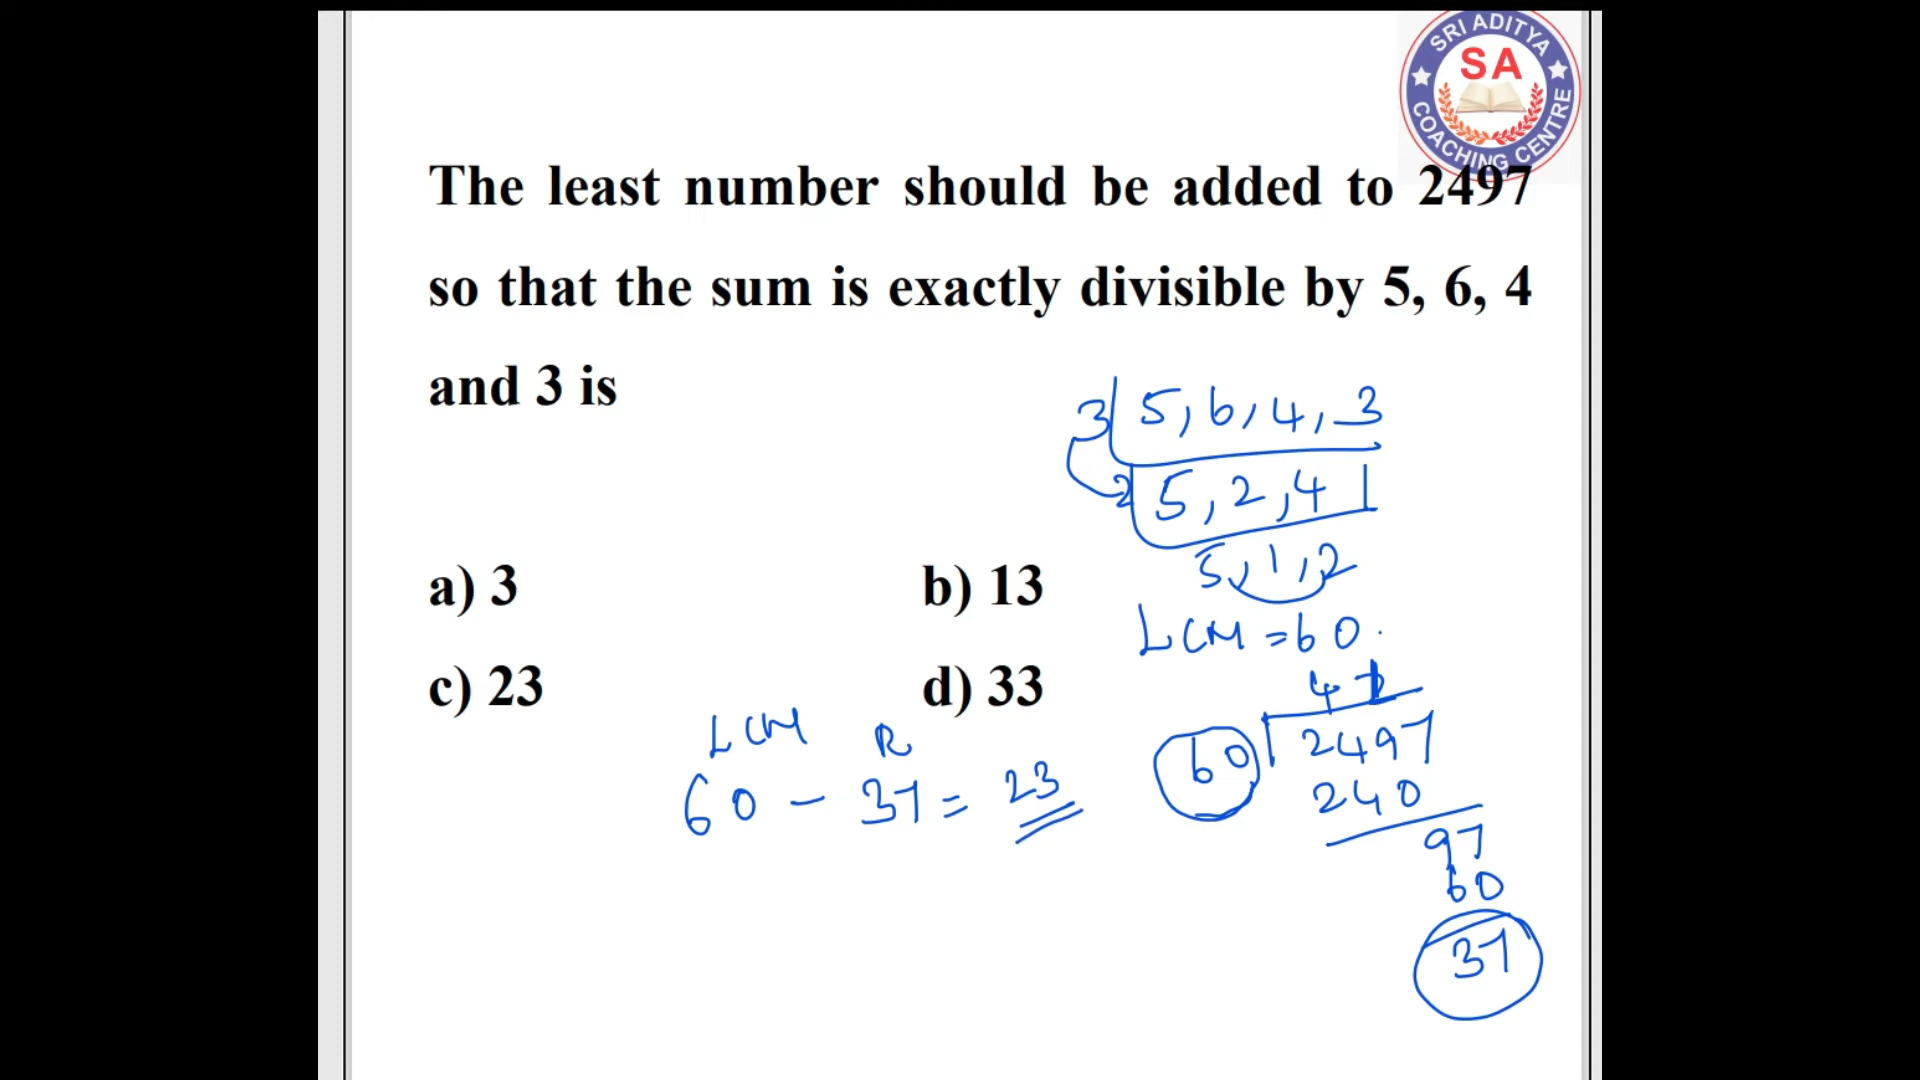 SRI ADITYA
SA
COACHING CENTRE
The least number should be added to 2497
so that the sum is exactly divisible by 5, 6, 4
and 3 is
3 5, 6, 4, 3
2 5, 2, 4 1
5, 1, 2
a) 3 b) 13
LCM = 60.
c) 23 d) 33
41
LCM R
60 2497
60 - 37 = 23
240
97
60
37